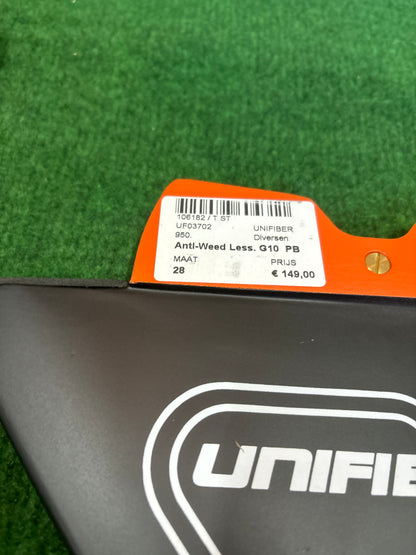 106182 / T ST
UF03702 UNIFIBER
950. Diversen
Anti-Weed Less. G10 PB
MAAT PRIJS
28 € 149,00
UNIFIE